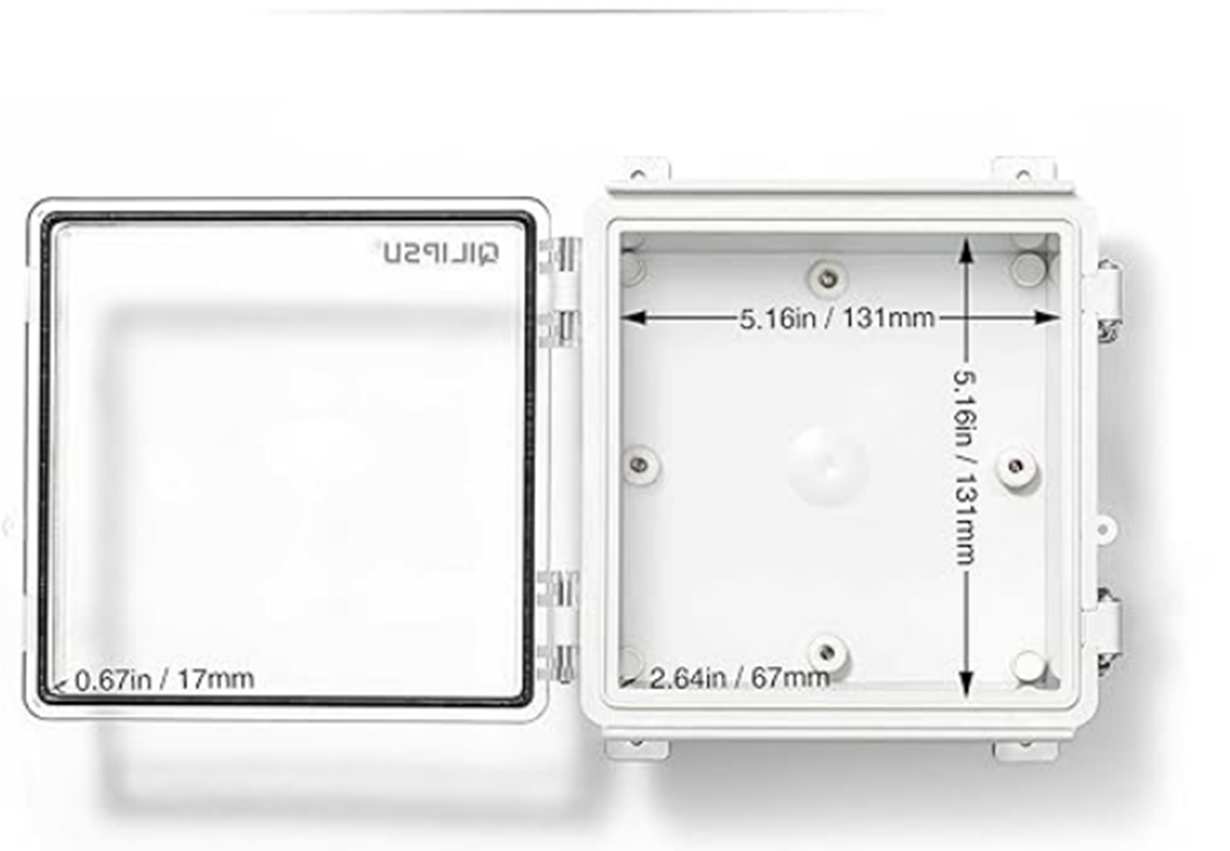 QILIPSU
5.16in / 131mm
5.16in / 131mm
0.67in / 17mm
2.64in / 67mm